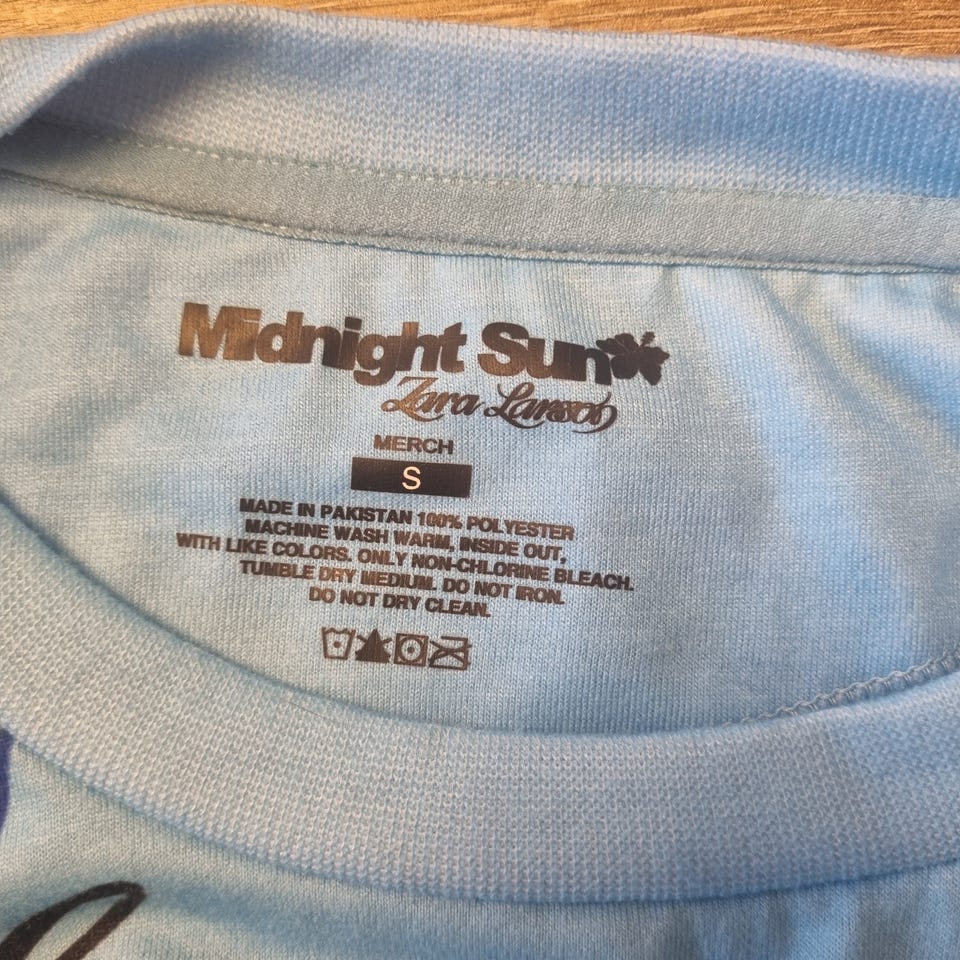 Midnight Sun
Zara Larsson
MERCH
S
MADE IN PAKISTAN 100% POLYESTER
MACHINE WASH WARM, INSIDE OUT,
WITH LIKE COLORS. ONLY NON-CHLORINE BLEACH.
TUMBLE DRY MEDIUM. DO NOT IRON.
DO NOT DRY CLEAN.